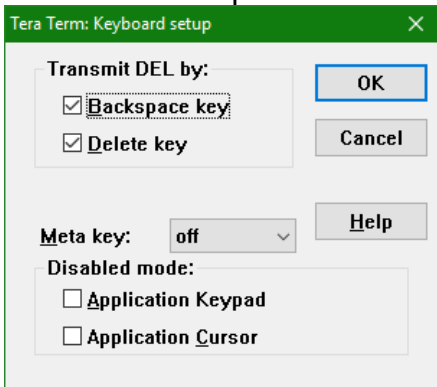 Tera Term: Keyboard setup
Transmit DEL by:
Backspace key
Delete key
OK
Cancel
Help
Meta key: off
Disabled mode:
Application Keypad
Application Cursor